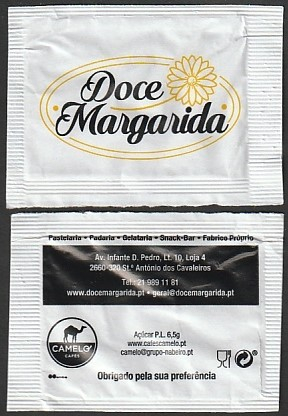 Doce
Margarida
Pastelaria • Padaria • Gelataria • Snack-Bar • Fabrico Próprio
Av. Infante D. Pedro, Lt. 10, Loja 4
2660-320 St.º António dos Cavaleiros
Tel.: 21 989 11 81
www.docemargarida.pt • geral@docemargarida.pt
CAMELO
CAFÉS
Açúcar P.L. 6,5g
www.cafescamelo.pt
camelo@grupo-nabeiro.pt
Obrigado pela sua preferência